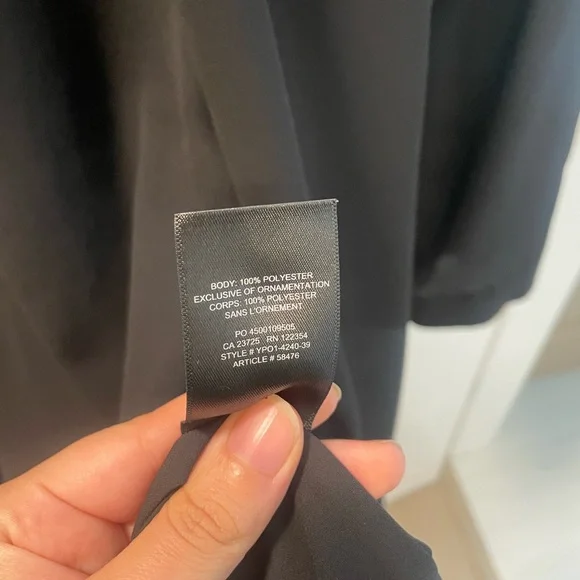 BODY: 100% POLYESTER
EXCLUSIVE OF ORNAMENTATION
CORPS: 100% POLYESTER
SANS L'ORNEMENT
PO 4500109505
CA 23725 RN 122354
STYLE # YPO1-4240-39
ARTICLE # 58476